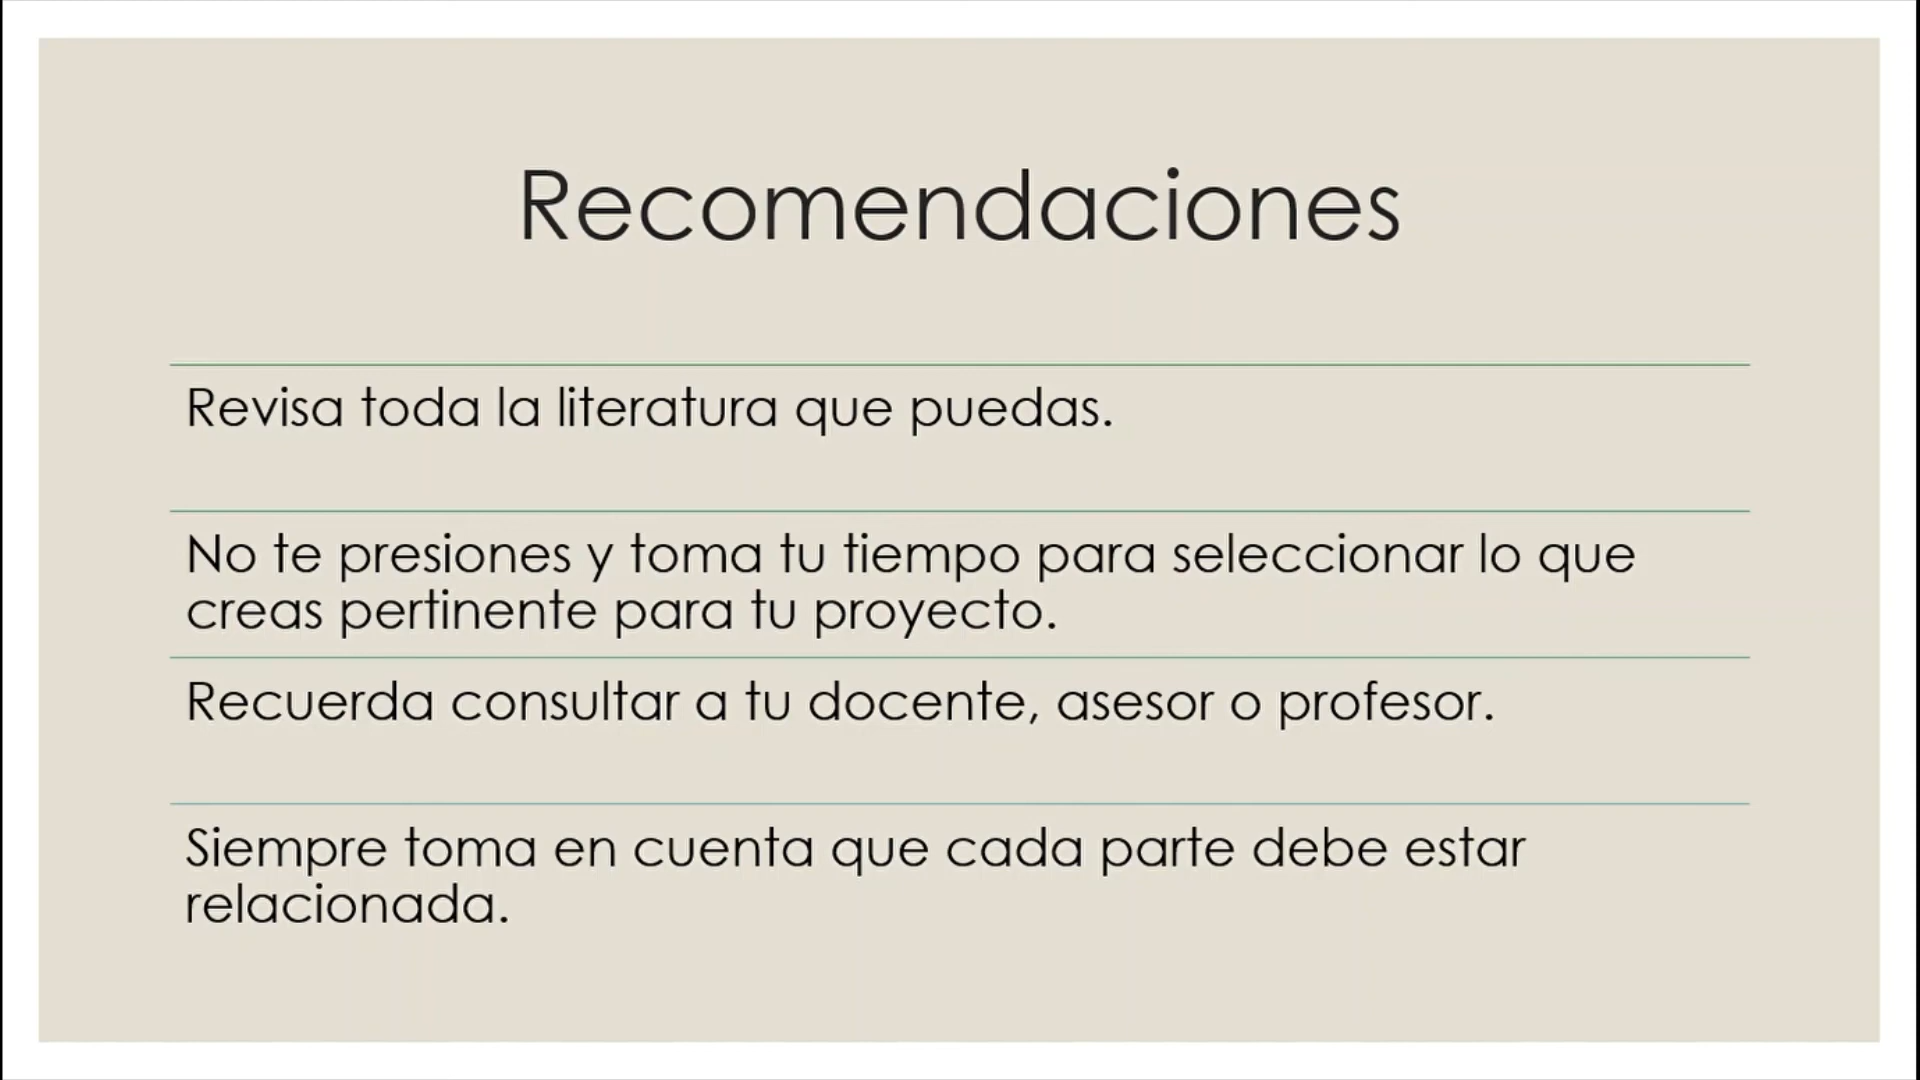 Recomendaciones
Revisa toda la literatura que puedas.
No te presiones y toma tu tiempo para seleccionar lo que
creas pertinente para tu proyecto.
Recuerda consultar a tu docente, asesor o profesor.
Siempre toma en cuenta que cada parte debe estar
relacionada.